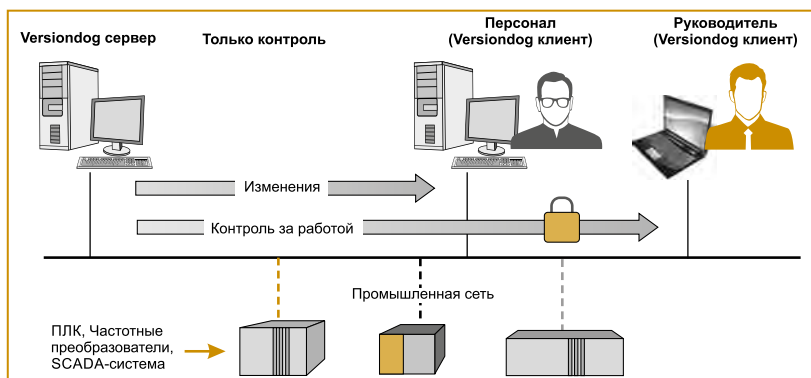 Versiondog сервер
Только контроль
Персонал
(Versiondog клиент)
Руководитель
(Versiondog клиент)
Изменения
Контроль за работой
Промышленная сеть
ПЛК, Частотные
преобразователи,
SCADA-система